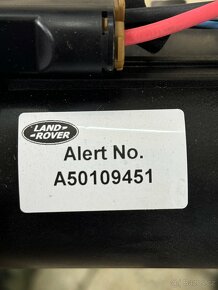 LAND-
ROVER
Alert No.
A50109451